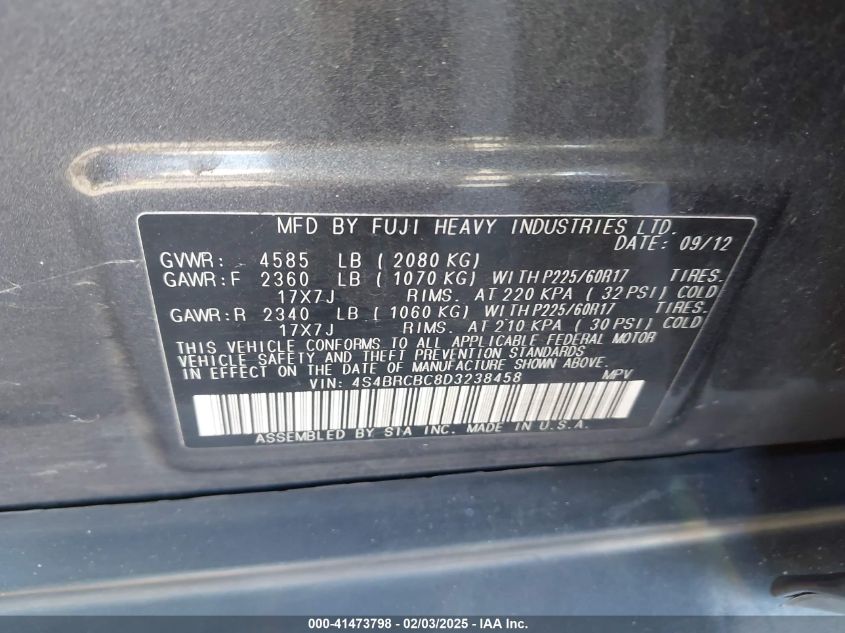 MFD BY FUJI HEAVY INDUSTRIES LTD.
DATE: 09/12
GVWR: 4585 LB (2080 KG)
GAWR:F 2360 LB (1070 KG) WITH P225/60R17 TIRES.
17X7J RIMS. AT 220 KPA (32 PSI) COLD
GAWR:R 2340 LB (1060 KG) WITH P225/60R17 TIRES.
17X7J RIMS. AT 210 KPA (30 PSI) COLD
THIS VEHICLE CONFORMS TO ALL APPLICABLE FEDERAL MOTOR
VEHICLE SAFETY AND THEFT PREVENTION STANDARDS
IN EFFECT ON THE DATE OF MANUFACTURE SHOWN ABOVE.
VIN: 4S4BRCBC8D3238458 MPV
ASSEMBLED BY SIA INC. MADE IN U.S.A.
000-41473798 - 02/03/2025 - IAA Inc.